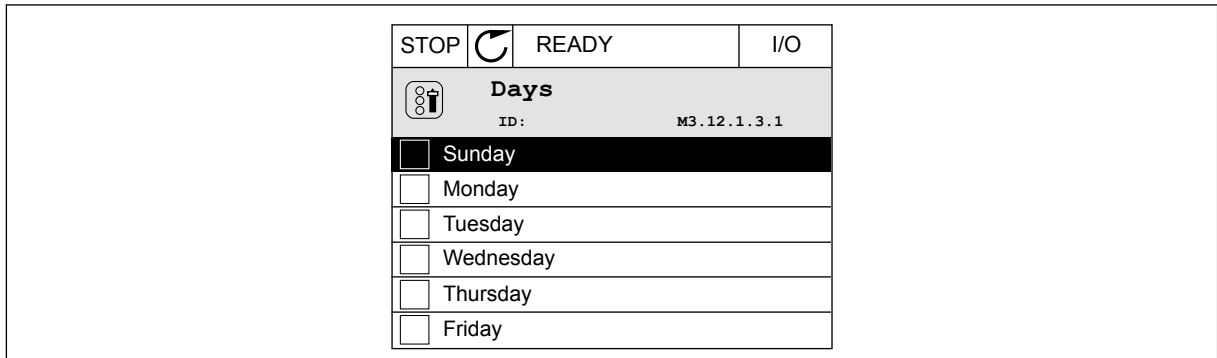 STOP READY I/O
Days
ID: M3.12.1.3.1
Sunday
Monday
Tuesday
Wednesday
Thursday
Friday